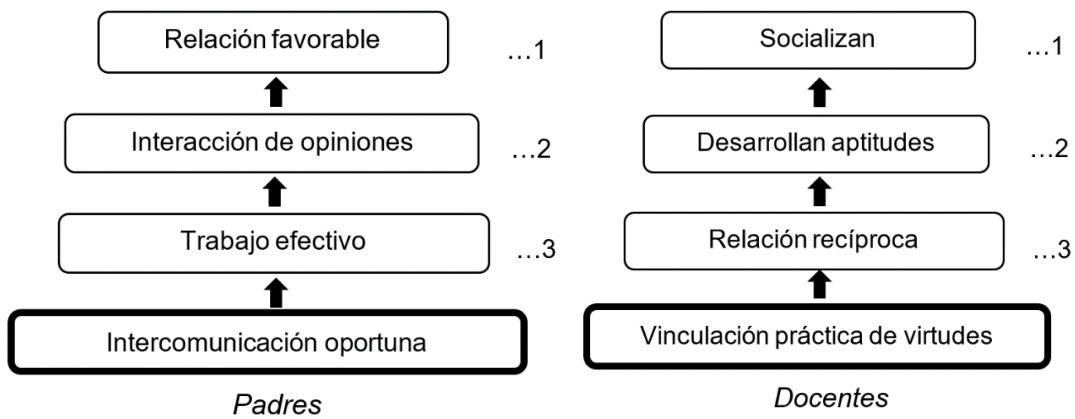 Relación favorable
…1
Interacción de opiniones
…2
Trabajo efectivo
…3
Intercomunicación oportuna
Padres
Socializan
…1
Desarrollan aptitudes
…2
Relación recíproca
…3
Vinculación práctica de virtudes
Docentes